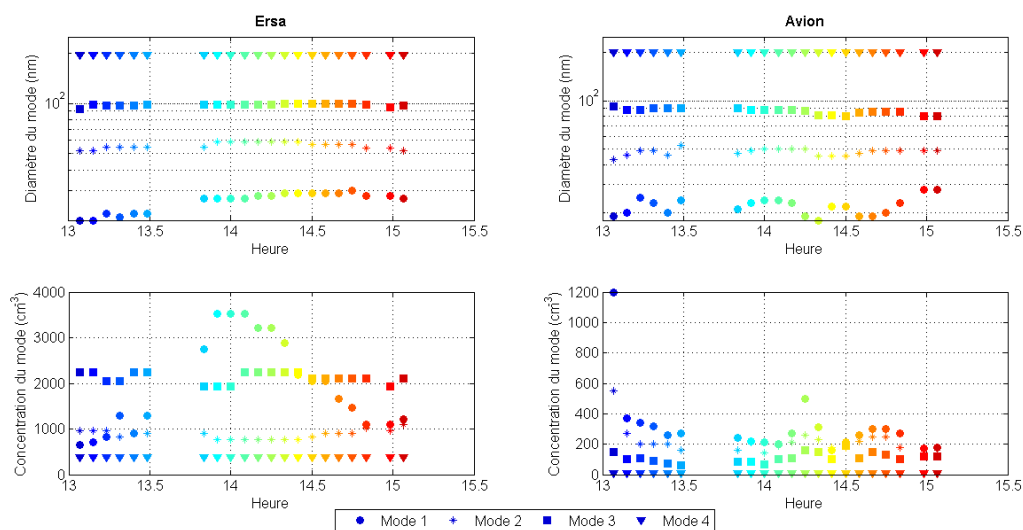 Ersa
Avion
Diamètre du mode (nm)
10²
13 13.5 14 14.5 15 15.5
Heure
Diamètre du mode (nm)
10²
13 13.5 14 14.5 15 15.5
Heure
Concentration du mode (cm⁻³)
4000
3000
2000
1000
0
13 13.5 14 14.5 15 15.5
Heure
Concentration du mode (cm⁻³)
1200
1000
800
600
400
200
0
13 13.5 14 14.5 15 15.5
Heure
Mode 1 Mode 2 Mode 3 Mode 4